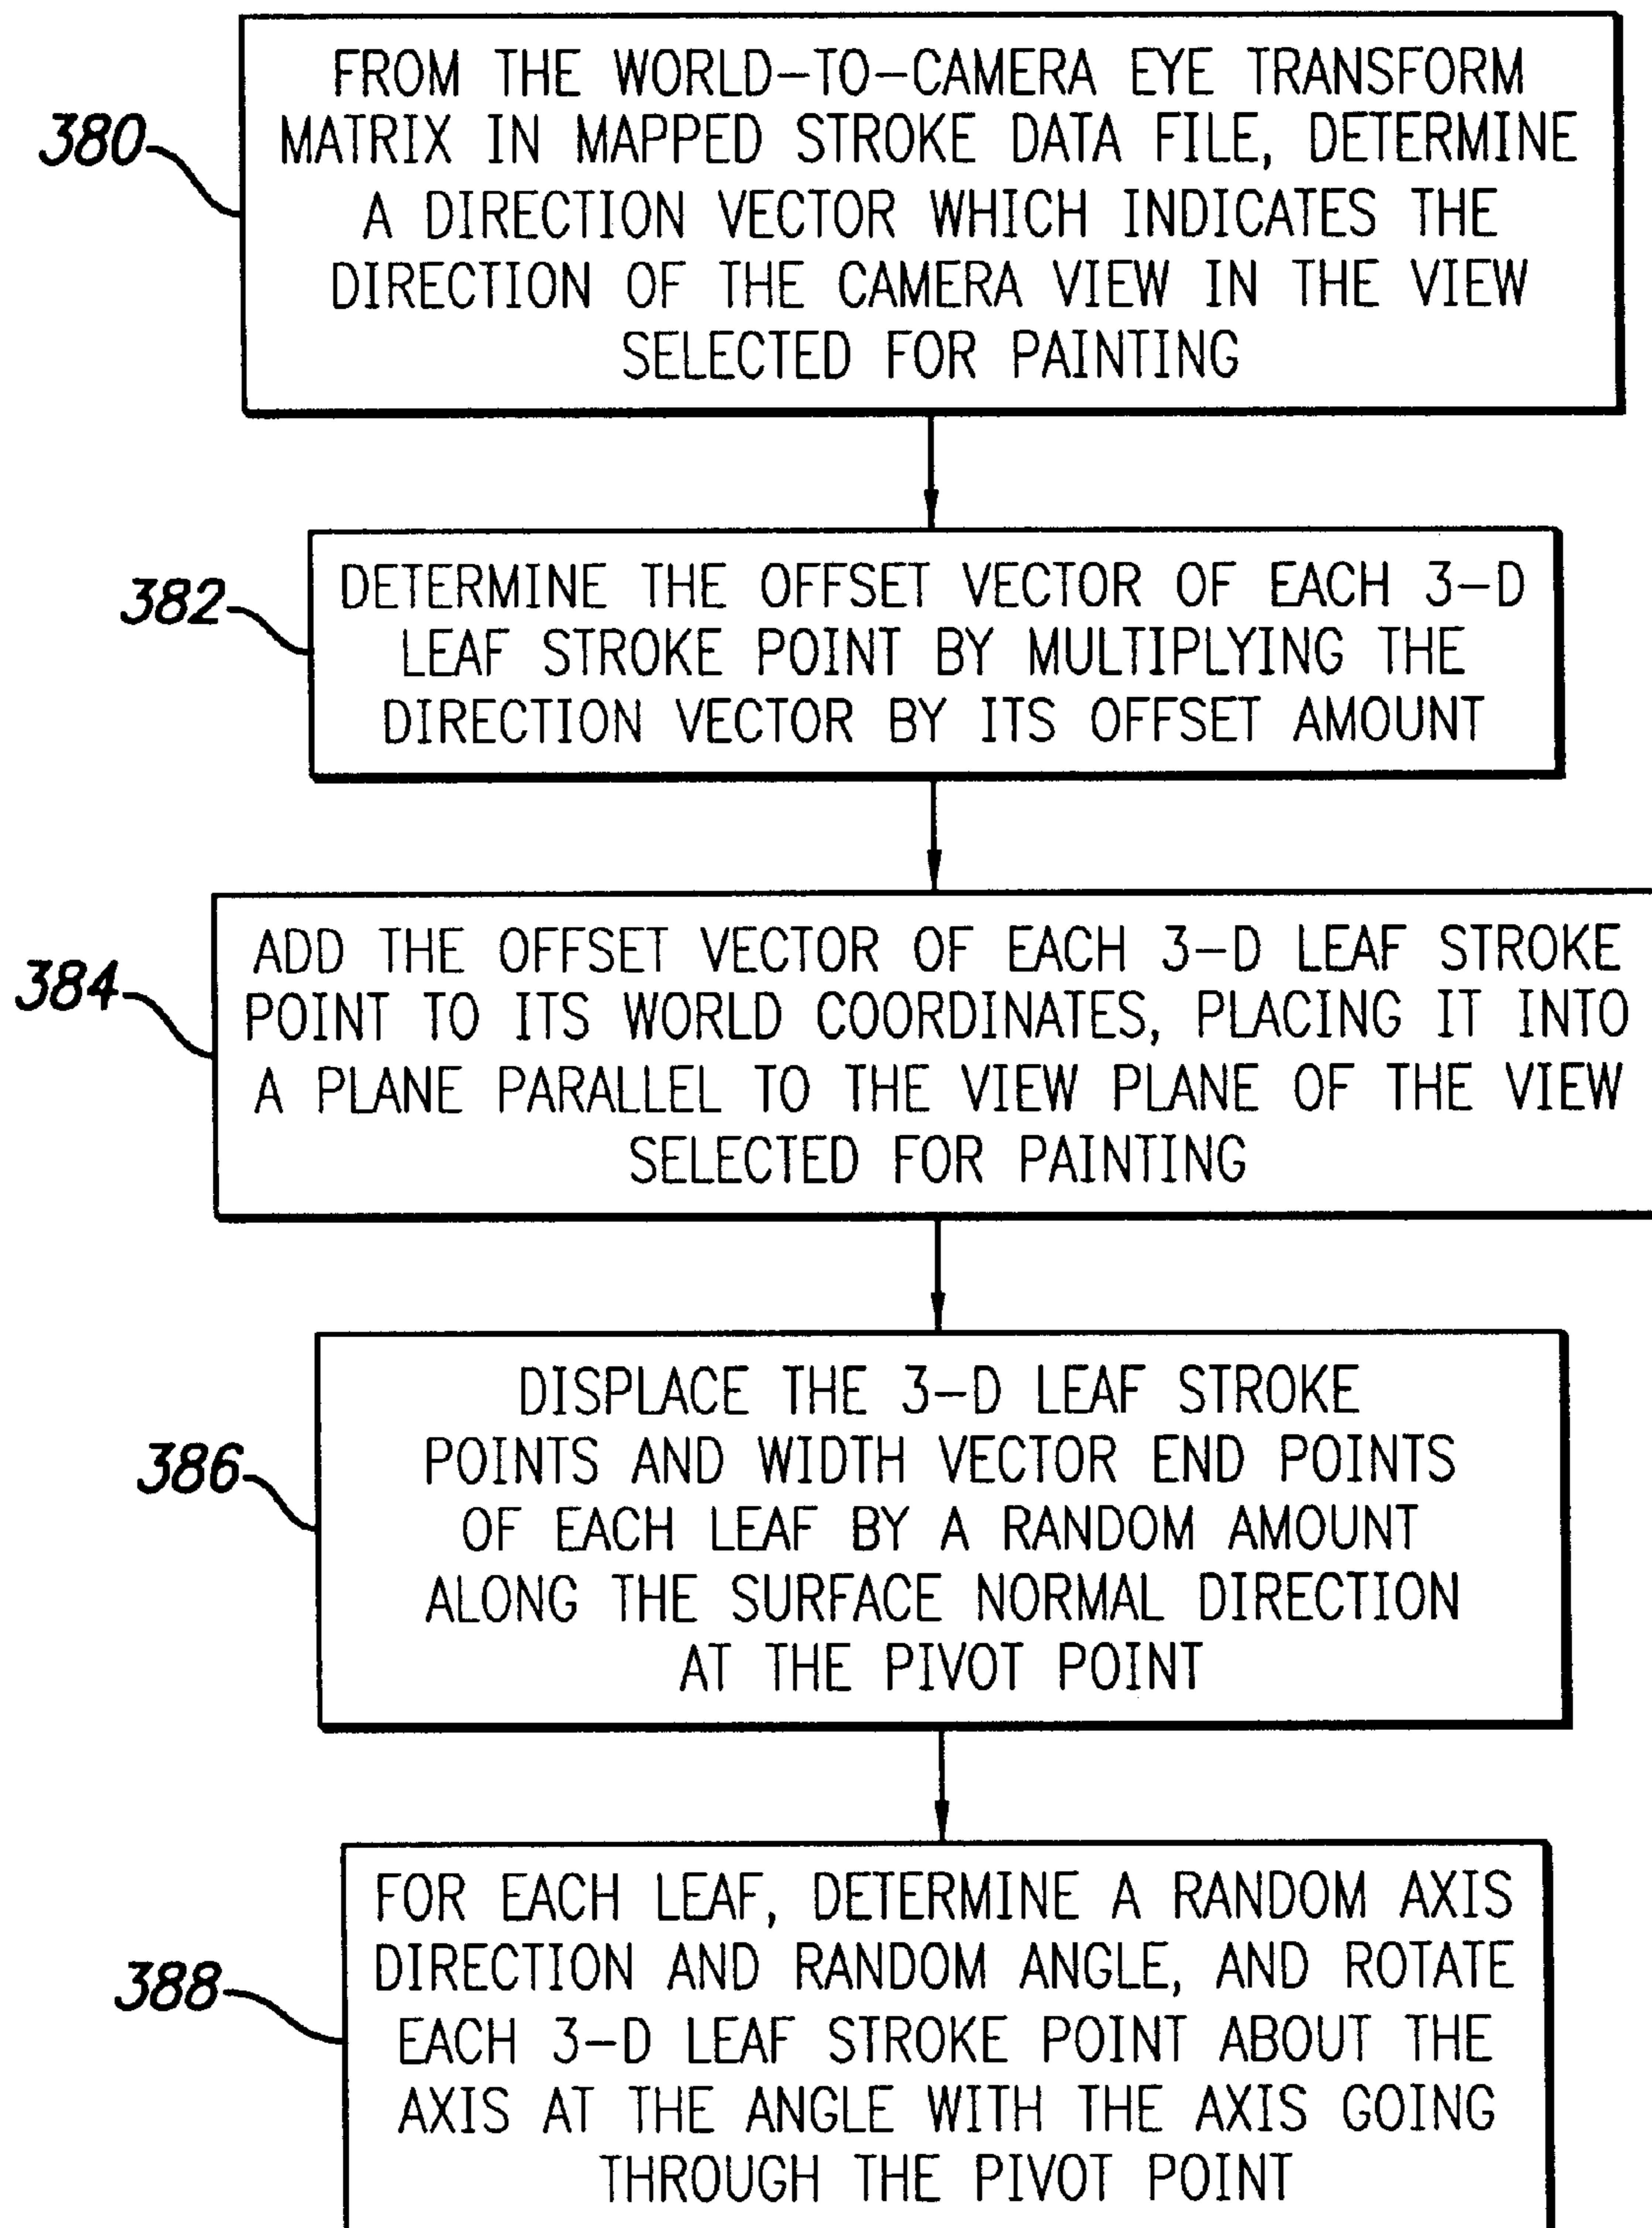 380
FROM THE WORLD-TO-CAMERA EYE TRANSFORM
MATRIX IN MAPPED STROKE DATA FILE, DETERMINE
A DIRECTION VECTOR WHICH INDICATES THE
DIRECTION OF THE CAMERA VIEW IN THE VIEW
SELECTED FOR PAINTING
382
DETERMINE THE OFFSET VECTOR OF EACH 3-D
LEAF STROKE POINT BY MULTIPLYING THE
DIRECTION VECTOR BY ITS OFFSET AMOUNT
384
ADD THE OFFSET VECTOR OF EACH 3-D LEAF STROKE
POINT TO ITS WORLD COORDINATES, PLACING IT INTO
A PLANE PARALLEL TO THE VIEW PLANE OF THE VIEW
SELECTED FOR PAINTING
386
DISPLACE THE 3-D LEAF STROKE
POINTS AND WIDTH VECTOR END POINTS
OF EACH LEAF BY A RANDOM AMOUNT
ALONG THE SURFACE NORMAL DIRECTION
AT THE PIVOT POINT
388
FOR EACH LEAF, DETERMINE A RANDOM AXIS
DIRECTION AND RANDOM ANGLE, AND ROTATE
EACH 3-D LEAF STROKE POINT ABOUT THE
AXIS AT THE ANGLE WITH THE AXIS GOING
THROUGH THE PIVOT POINT